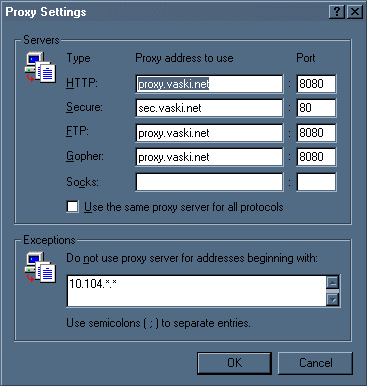 Proxy Settings
Servers
Type Proxy address to use Port
HTTP: proxy.vaski.net : 8080
Secure: sec.vaski.net : 80
FTP: proxy.vaski.net : 8080
Gopher: proxy.vaski.net : 8080
Socks: :
Use the same proxy server for all protocols
Exceptions
Do not use proxy server for addresses beginning with:
10.104.*.*
Use semicolons ( ; ) to separate entries.
OK Cancel